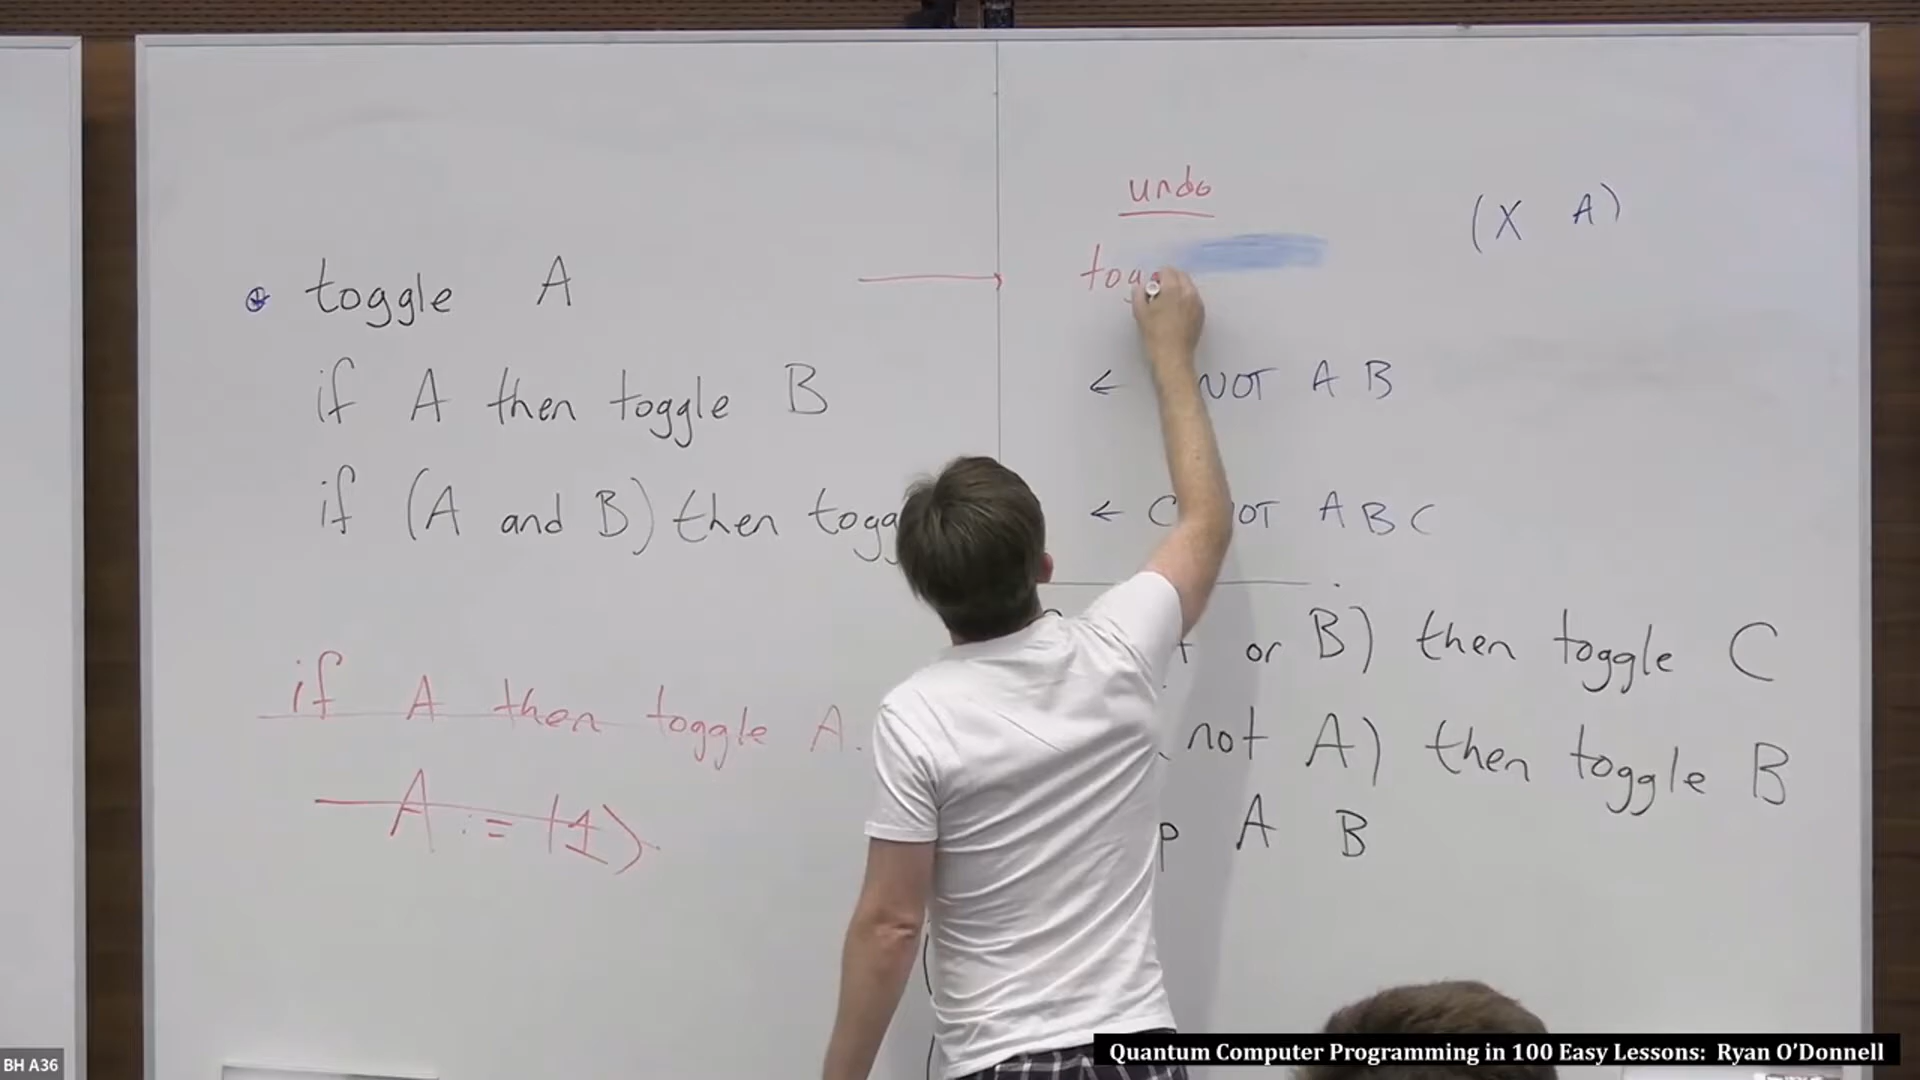 undo
toggle A → togg (X A)
if A then toggle B ← NOT A B
if (A and B) then togg ← C OT A B C
or B) then toggle C
if A then toggle A.
not A) then toggle B
A := |1⟩
p A B
BH A36
Quantum Computer Programming in 100 Easy Lessons: Ryan O'Donnell